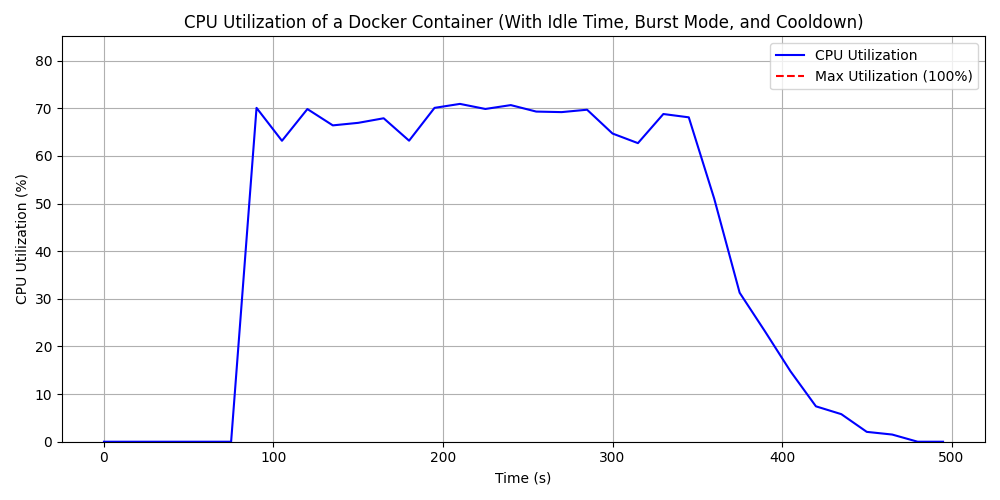 CPU Utilization of a Docker Container (With Idle Time, Burst Mode, and Cooldown)
CPU Utilization
Max Utilization (100%)
CPU Utilization (%)
80
70
60
50
40
30
20
10
0
0 100 200 300 400 500
Time (s)